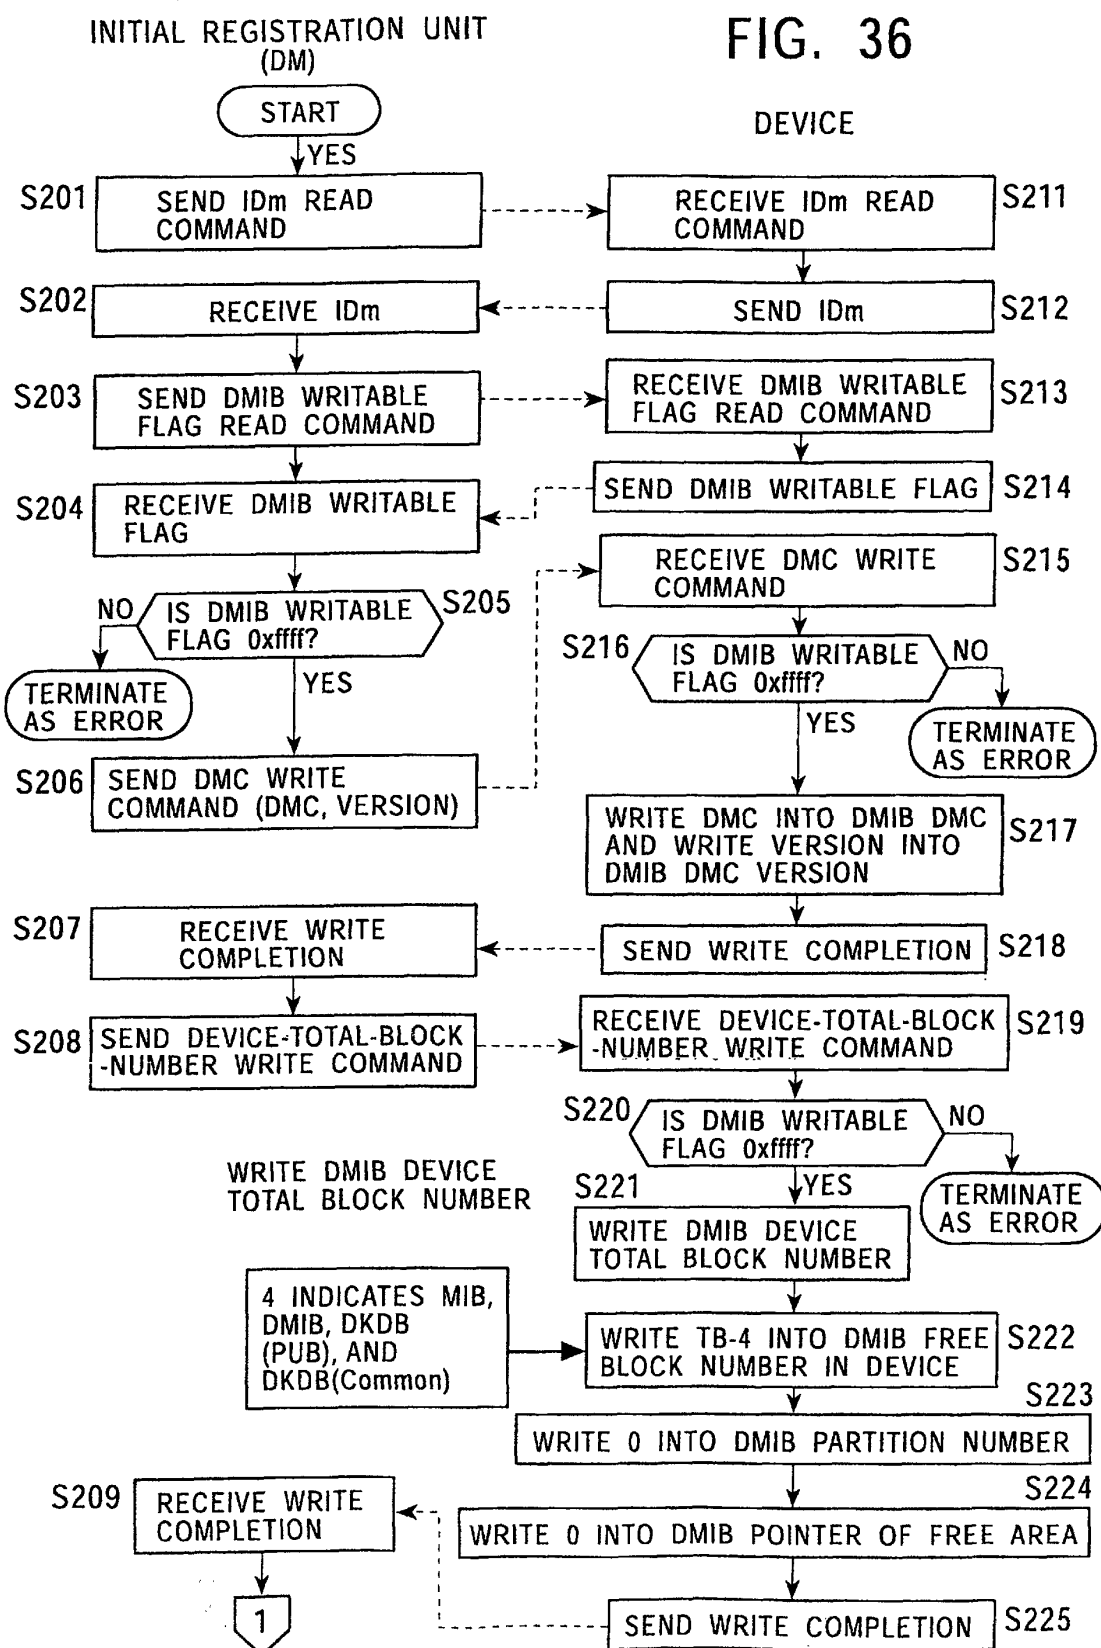 INITIAL REGISTRATION UNIT
(DM)
FIG. 36
START
DEVICE
YES
S201
SEND IDm READ
COMMAND
RECEIVE IDm READ
COMMAND
S211
S202
RECEIVE IDm
SEND IDm
S212
S203
SEND DMIB WRITABLE
FLAG READ COMMAND
RECEIVE DMIB WRITABLE
FLAG READ COMMAND
S213
S204
RECEIVE DMIB WRITABLE
FLAG
SEND DMIB WRITABLE FLAG
S214
RECEIVE DMC WRITE
COMMAND
S215
NO
IS DMIB WRITABLE
FLAG 0xffff?
S205
S216
IS DMIB WRITABLE
FLAG 0xffff?
NO
TERMINATE
AS ERROR
YES
YES
TERMINATE
AS ERROR
S206
SEND DMC WRITE
COMMAND (DMC, VERSION)
WRITE DMC INTO DMIB DMC
AND WRITE VERSION INTO
DMIB DMC VERSION
S217
S207
RECEIVE WRITE
COMPLETION
SEND WRITE COMPLETION
S218
S208
SEND DEVICE-TOTAL-BLOCK
-NUMBER WRITE COMMAND
RECEIVE DEVICE-TOTAL-BLOCK
-NUMBER WRITE COMMAND
S219
S220
IS DMIB WRITABLE
FLAG 0xffff?
NO
WRITE DMIB DEVICE
TOTAL BLOCK NUMBER
S221
YES
TERMINATE
AS ERROR
WRITE DMIB DEVICE
TOTAL BLOCK NUMBER
4 INDICATES MIB,
DMIB, DKDB
(PUB), AND
DKDB(Common)
WRITE TB-4 INTO DMIB FREE
BLOCK NUMBER IN DEVICE
S222
S223
WRITE 0 INTO DMIB PARTITION NUMBER
S209
RECEIVE WRITE
COMPLETION
S224
WRITE 0 INTO DMIB POINTER OF FREE AREA
1
SEND WRITE COMPLETION
S225